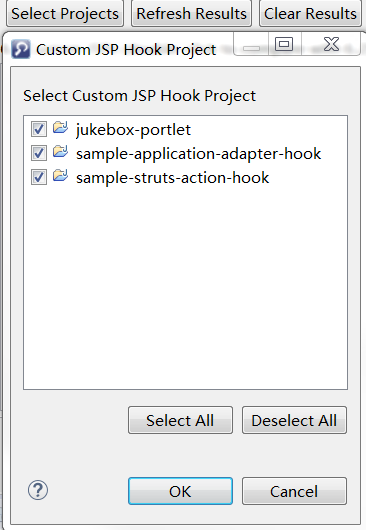 Select Projects Refresh Results Clear Results
Custom JSP Hook Project
Select Custom JSP Hook Project
jukebox-portlet
sample-application-adapter-hook
sample-struts-action-hook
Select All Deselect All
? OK Cancel